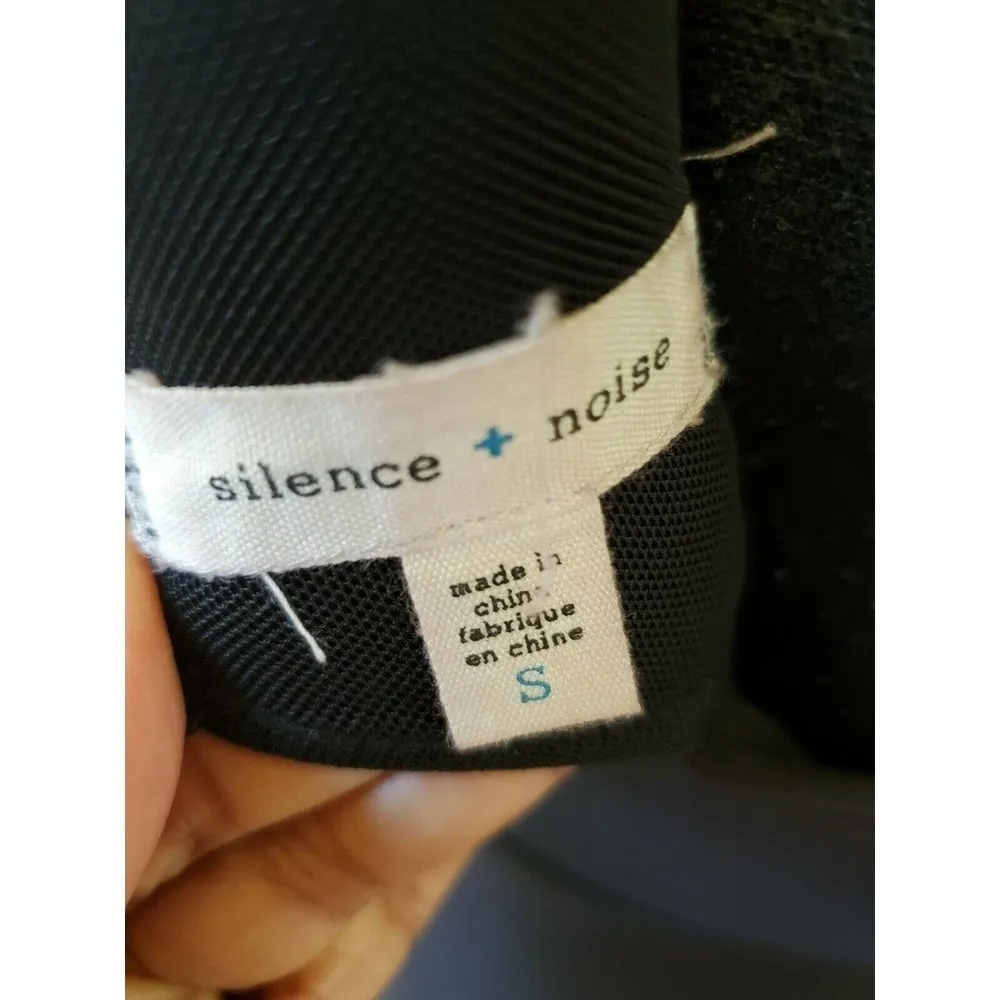 silence + noise
made in
china
fabrique
en chine
S